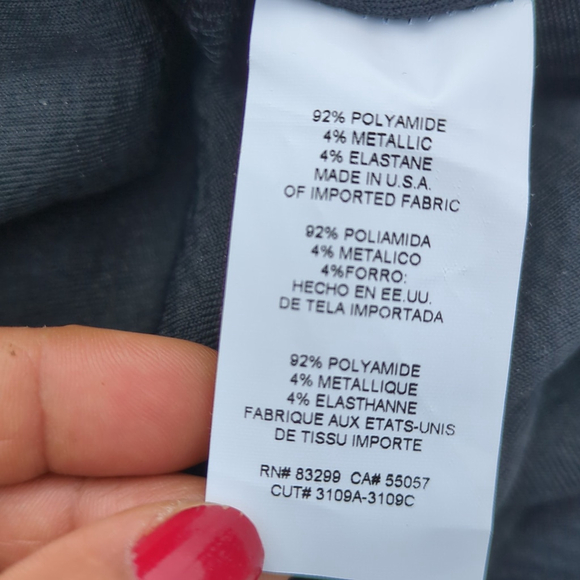 92% POLYAMIDE
4% METALLIC
4% ELASTANE
MADE IN U.S.A.
OF IMPORTED FABRIC
92% POLIAMIDA
4% METALICO
4%FORRO:
HECHO EN EE.UU.
DE TELA IMPORTADA
92% POLYAMIDE
4% METALLIQUE
4% ELASTHANNE
FABRIQUE AUX ETATS-UNIS
DE TISSU IMPORTE
RN# 83299 CA# 55057
CUT# 3109A-3109C